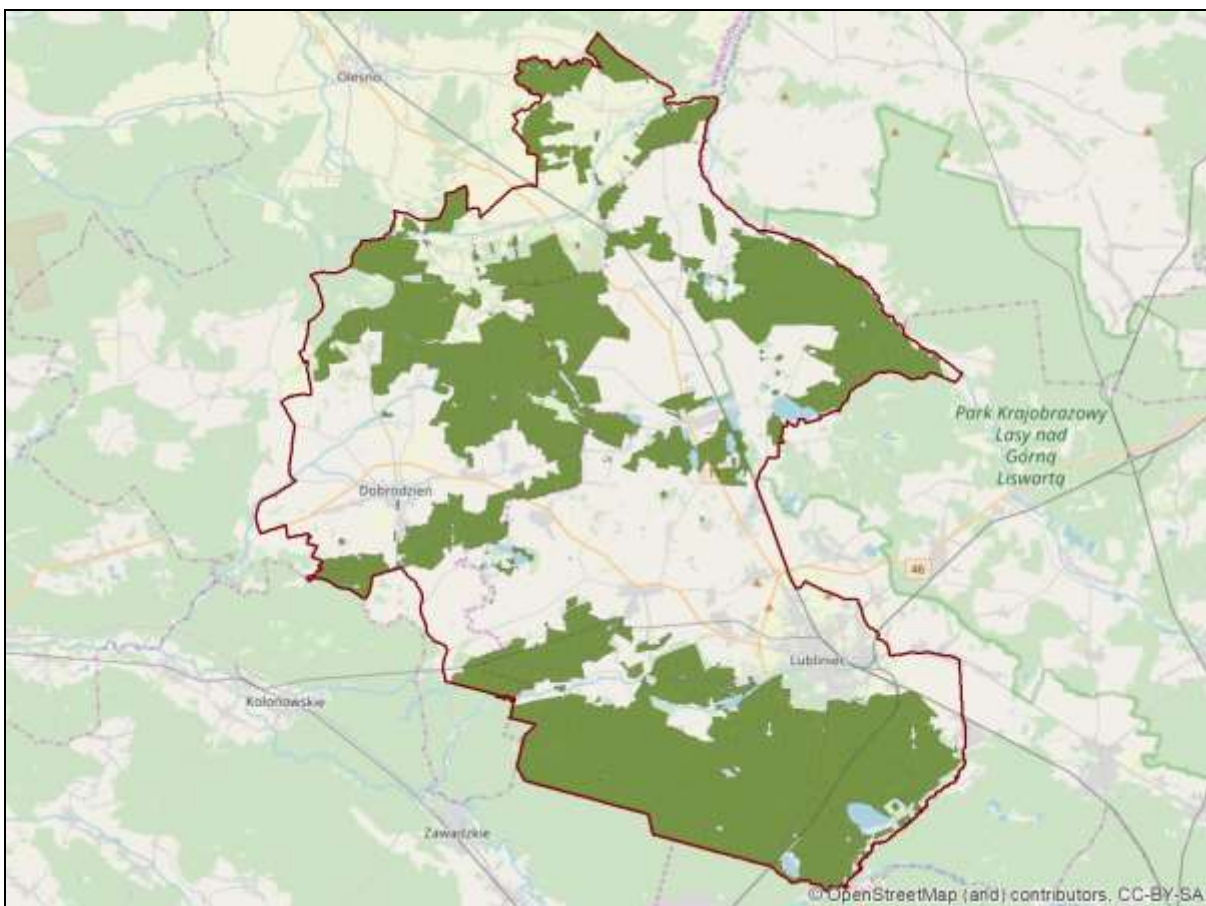 Olesno
Park Krajobrazowy
Lasy nad
Górną
Liswartą
Dobrodzień
46
Lubliniec
Kolonowskie
Zawadzkie
© OpenStreetMap (and) contributors, CC-BY-SA